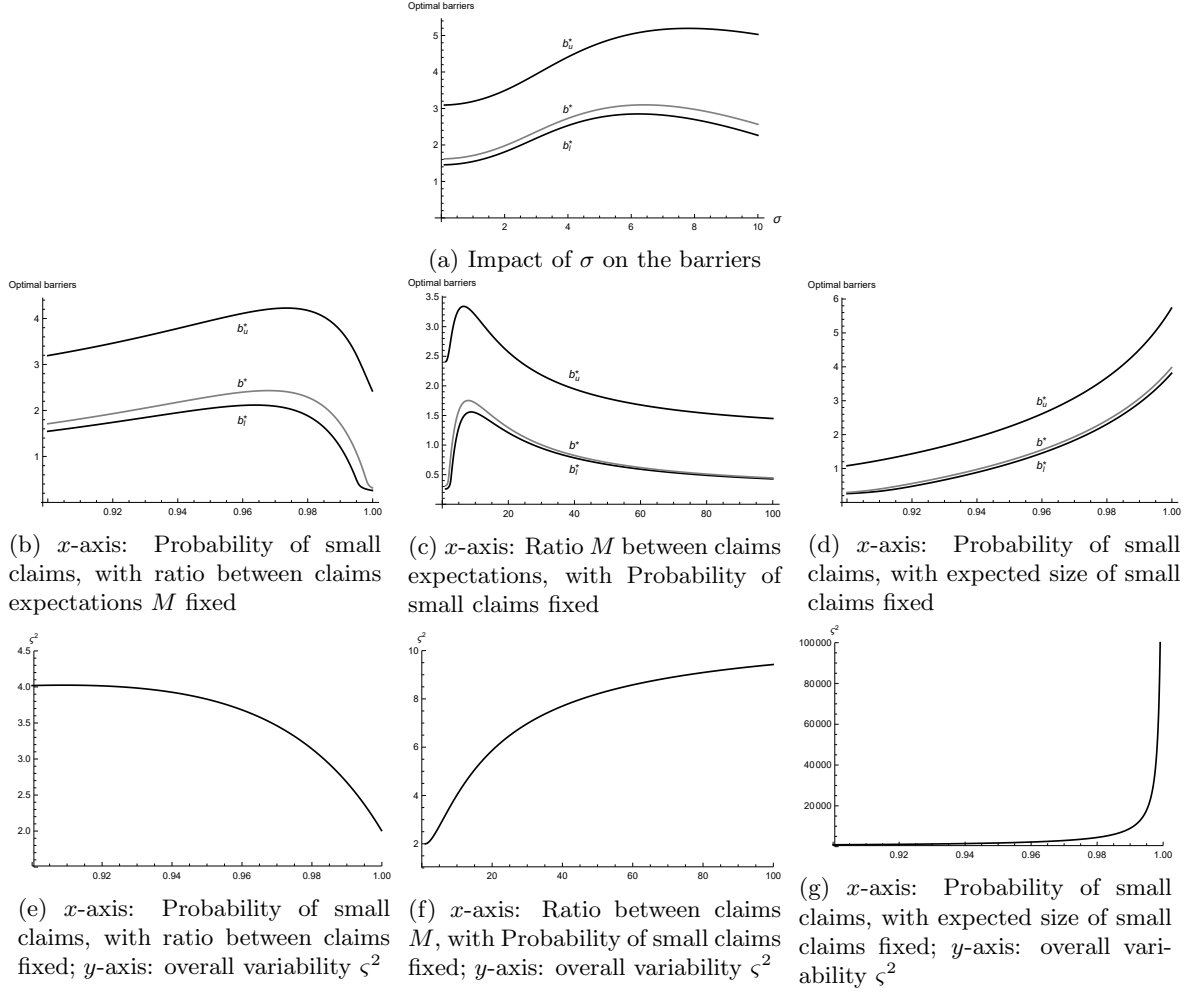 Optimal barriers
5
4
3
2
1
b*u
b*
b*l
2
4
6
8
10
σ
(a) Impact of σ on the barriers
Optimal barriers
4
3
2
1
b*u
b*
b*l
0.92
0.94
0.96
0.98
1.00
(b) x-axis: Probability of small
claims, with ratio between claims
expectations M fixed
Optimal barriers
3.5
3.0
2.5
2.0
1.5
1.0
0.5
b*u
b*
b*l
20
40
60
80
100
(c) x-axis: Ratio M between claims
expectations, with Probability of
small claims fixed
Optimal barriers
6
5
4
3
2
1
b*u
b*
b*l
0.92
0.94
0.96
0.98
1.00
(d) x-axis: Probability of small
claims, with expected size of small
claims fixed
ς²
4.5
4.0
3.5
3.0
2.5
2.0
0.92
0.94
0.96
0.98
1.00
(e) x-axis: Probability of small
claims, with ratio between claims
fixed; y-axis: overall variability ς²
ς²
10
8
6
4
2
20
40
60
80
100
(f) x-axis: Ratio between claims
M, with Probability of small claims
fixed; y-axis: overall variability ς²
ς²
100000
80000
60000
40000
20000
0.92
0.94
0.96
0.98
1.00
(g) x-axis: Probability of small
claims, with expected size of small
claims fixed; y-axis: overall vari-
ability ς²